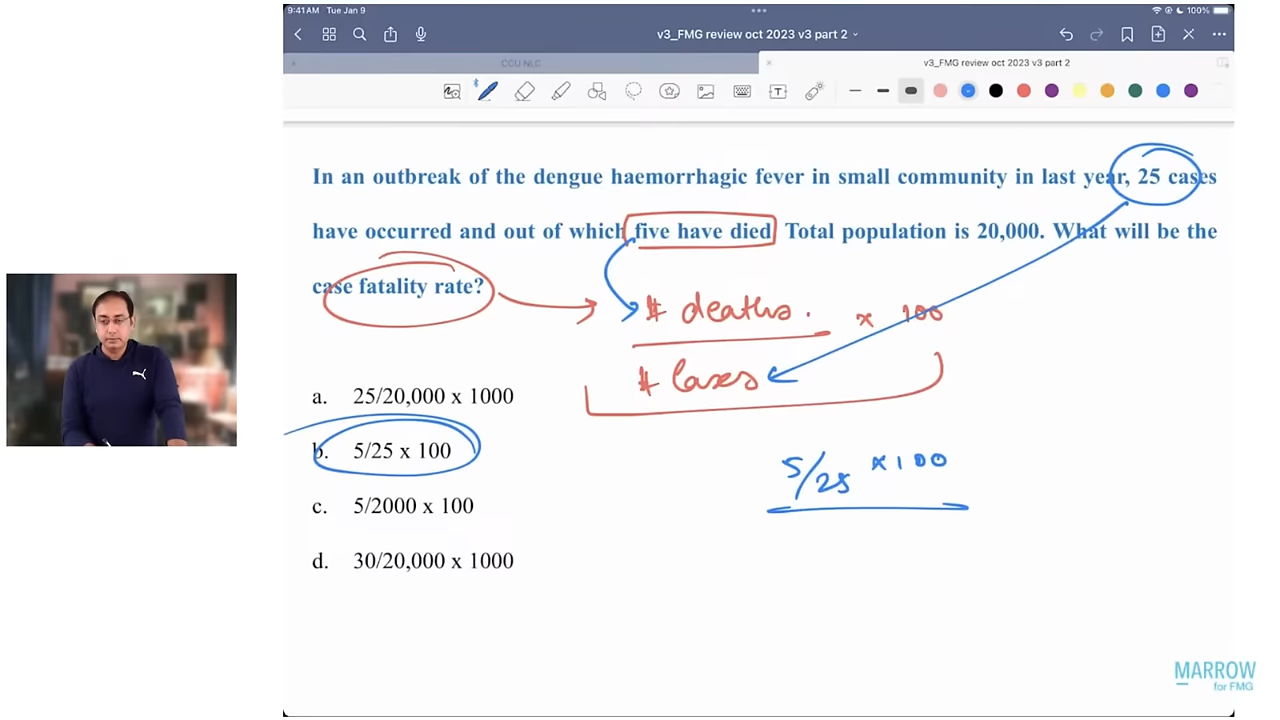 9:41AM Tue Jan 9
100%
v3_FMG review oct 2023 v3 part 2
CCU NLC
v3_FMG review oct 2023 v3 part 2
In an outbreak of the dengue haemorrhagic fever in small community in last year, 25 cases
have occurred and out of which five have died. Total population is 20,000. What will be the
case fatality rate?
# deaths. x 100
# Cases
a. 25/20,000 x 1000
b. 5/25 x 100
c. 5/2000 x 100
d. 30/20,000 x 1000
5/25 x100
MARROW
for FMG